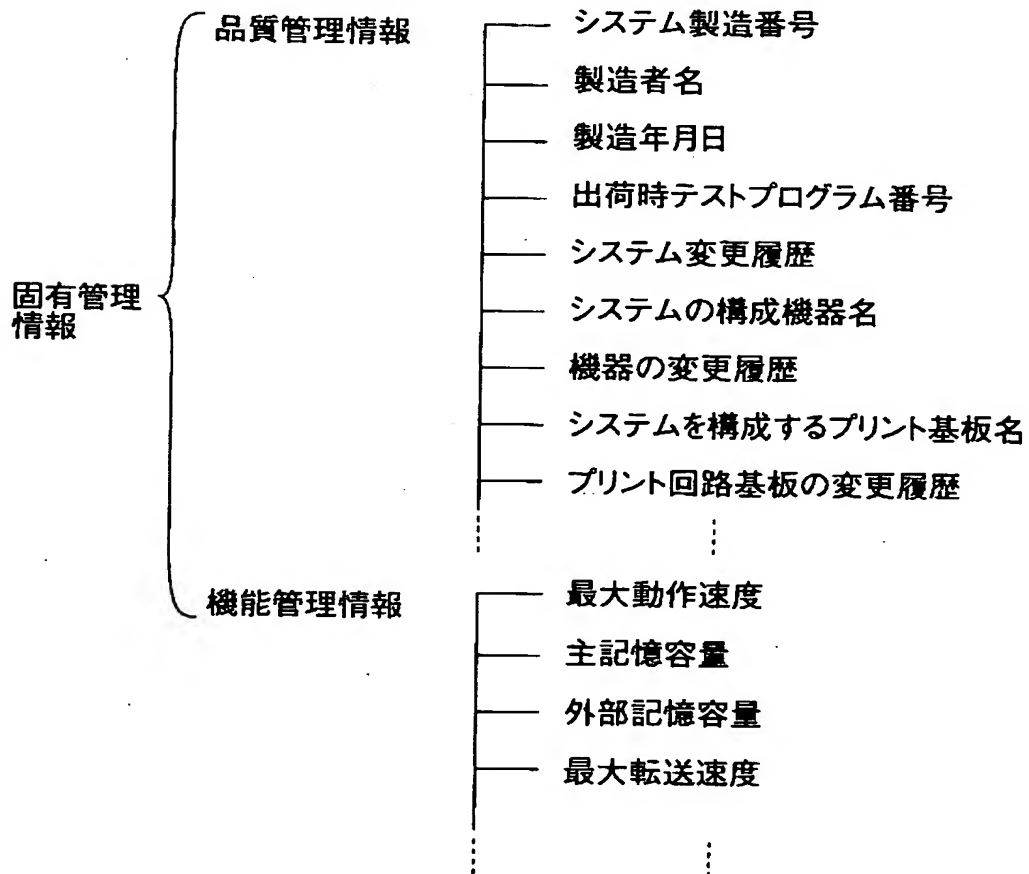 品質管理情報
システム製造番号
製造者名
製造年月日
出荷時テストプログラム番号
システム変更履歴
固有管理
情報
システムの構成機器名
機器の変更履歴
システムを構成するプリント基板名
プリント回路基板の変更履歴
機能管理情報
最大動作速度
主記憶容量
外部記憶容量
最大転送速度